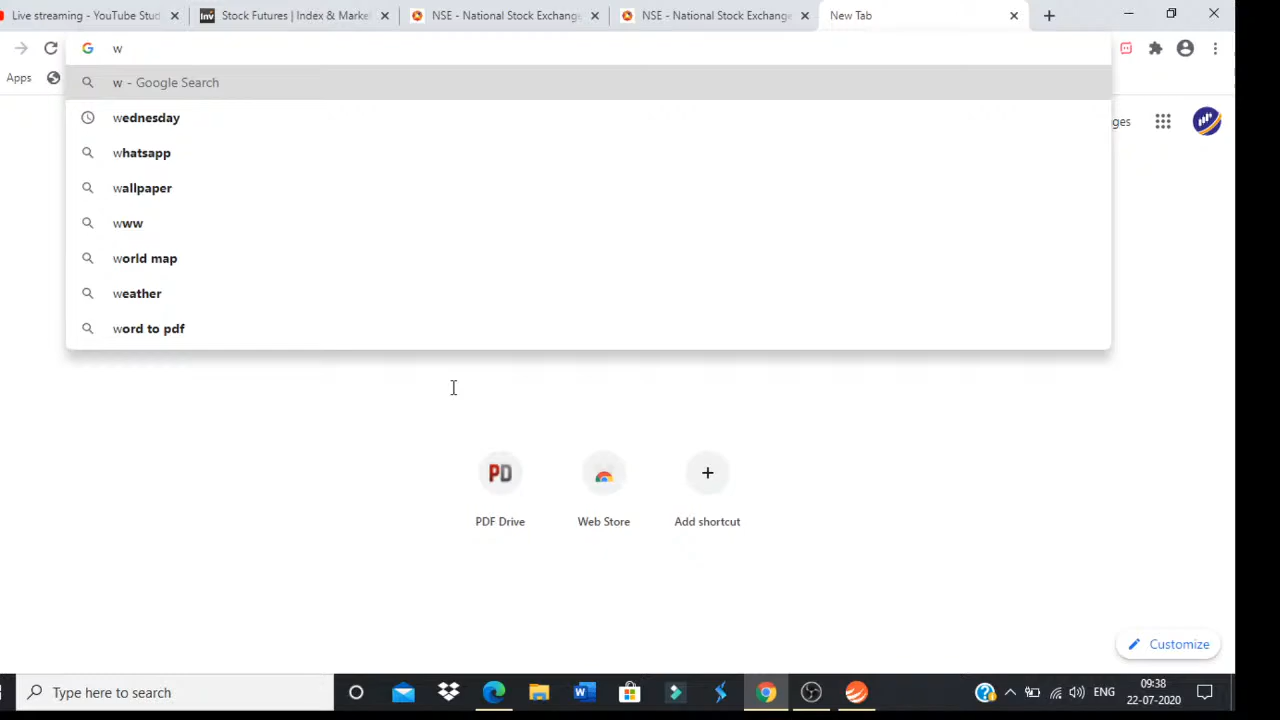 Live streaming - YouTube Stud
Inv Stock Futures | Index & Market
NSE - National Stock Exchange
NSE - National Stock Exchange
New Tab
w
w - Google Search
Apps
wednesday
ges
whatsapp
wallpaper
www
world map
weather
word to pdf
PD
PDF Drive
Web Store
Add shortcut
Customize
Type here to search
ENG
09:38
22-07-2020